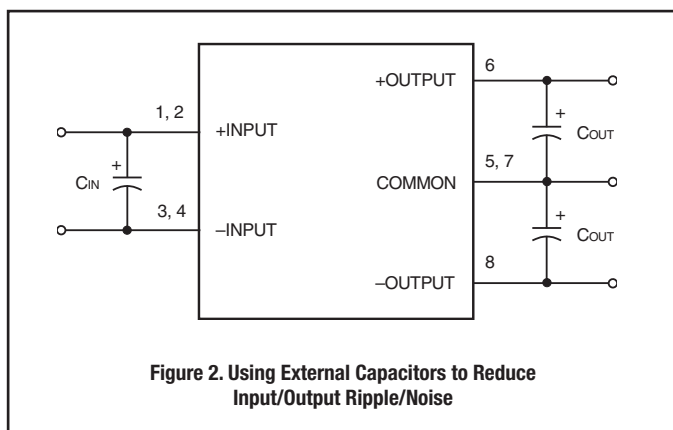 6
+OUTPUT
+
1, 2
+INPUT
COUT
5, 7
+
CIN
COMMON
3, 4
+
–INPUT
COUT
8
–OUTPUT
Figure 2. Using External Capacitors to Reduce
Input/Output Ripple/Noise